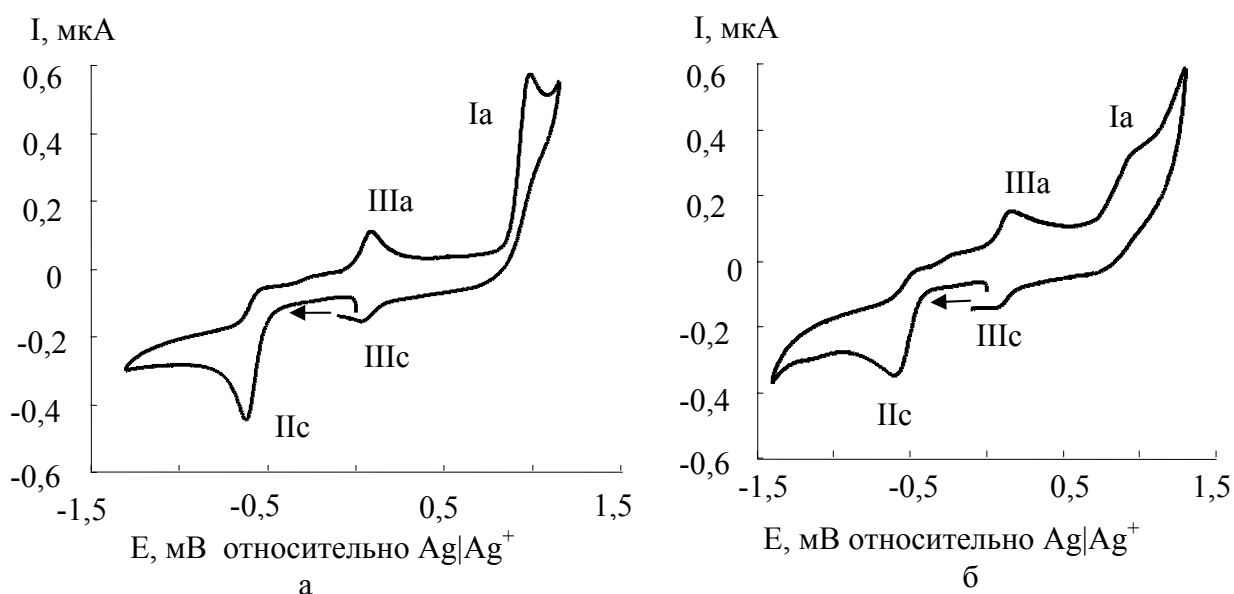 I, мкА
0,6
0,4
0,2
0
-0,2
-0,4
-0,6
-1,5
-0,5
0,5
1,5
Ia
IIIa
IIIc
IIc
E, мВ относительно Ag|Ag+
а
I, мкА
0,6
0,4
0,2
0
-0,2
-0,4
-0,6
-1,5
-0,5
0,5
1,5
Ia
IIIa
IIIc
IIc
E, мВ относительно Ag|Ag+
б